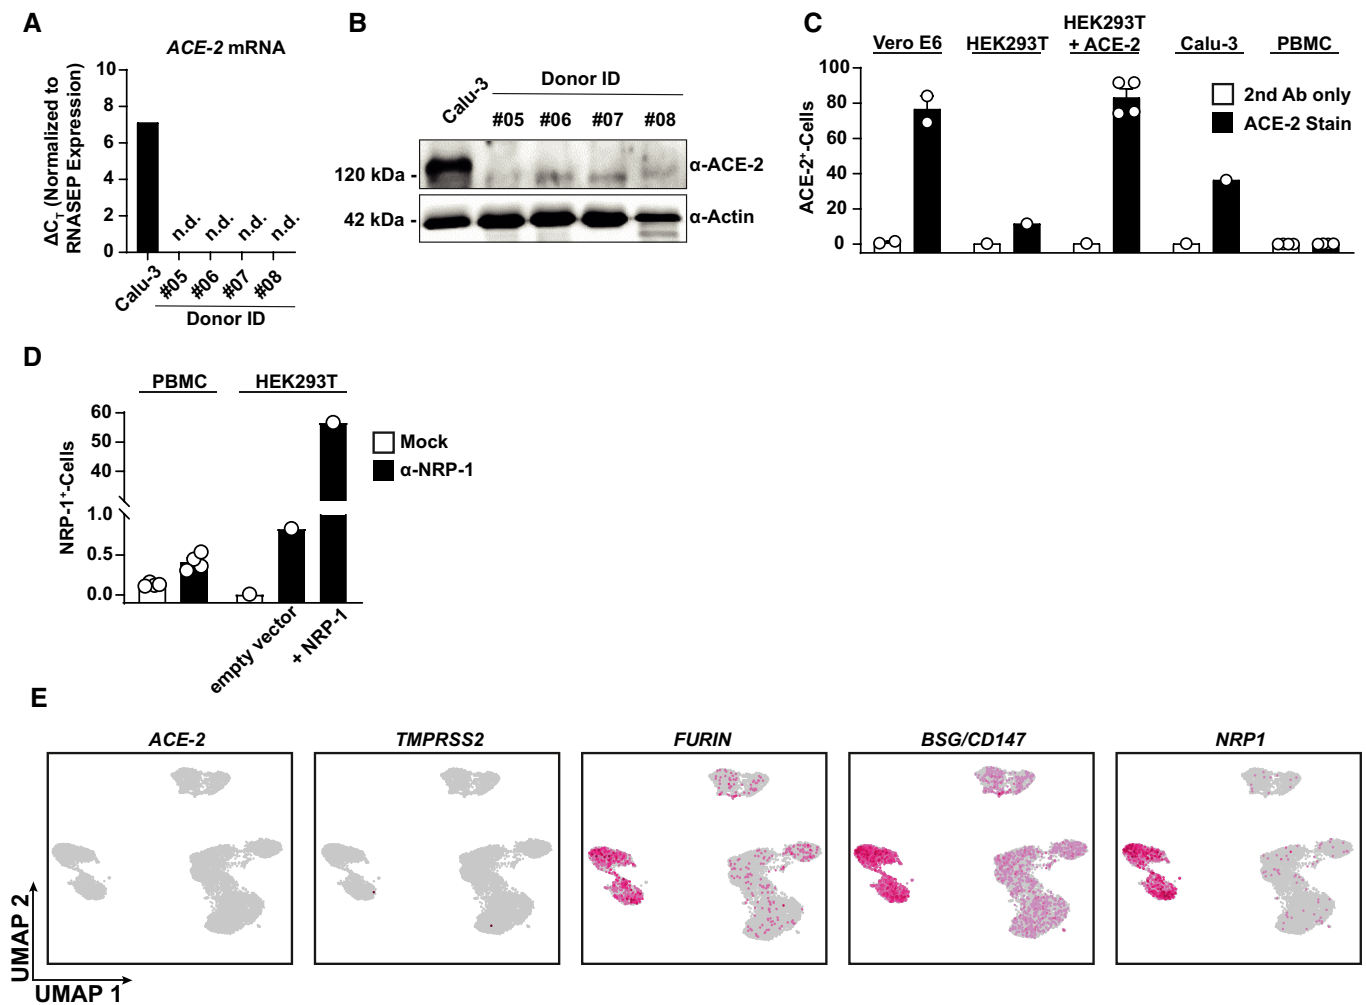 A
ACE-2 mRNA
ΔCT (Normalized to
RNASEP Expression)
10
8
6
4
2
0
n.d.
n.d.
n.d.
n.d.
Calu-3
#05
#06
#07
#08
Donor ID
B
Calu-3
Donor ID
#05
#06
#07
#08
120 kDa -
α-ACE-2
42 kDa -
α-Actin
C
Vero E6
HEK293T
HEK293T
+ ACE-2
Calu-3
PBMC
ACE-2+-Cells
100
80
60
40
20
0
2nd Ab only
ACE-2 Stain
D
PBMC
HEK293T
NRP-1+-Cells
60
50
40
1.0
0.5
0.0
Mock
α-NRP-1
empty vector
+ NRP-1
E
ACE-2
TMPRSS2
FURIN
BSG/CD147
NRP1
UMAP 2
UMAP 1